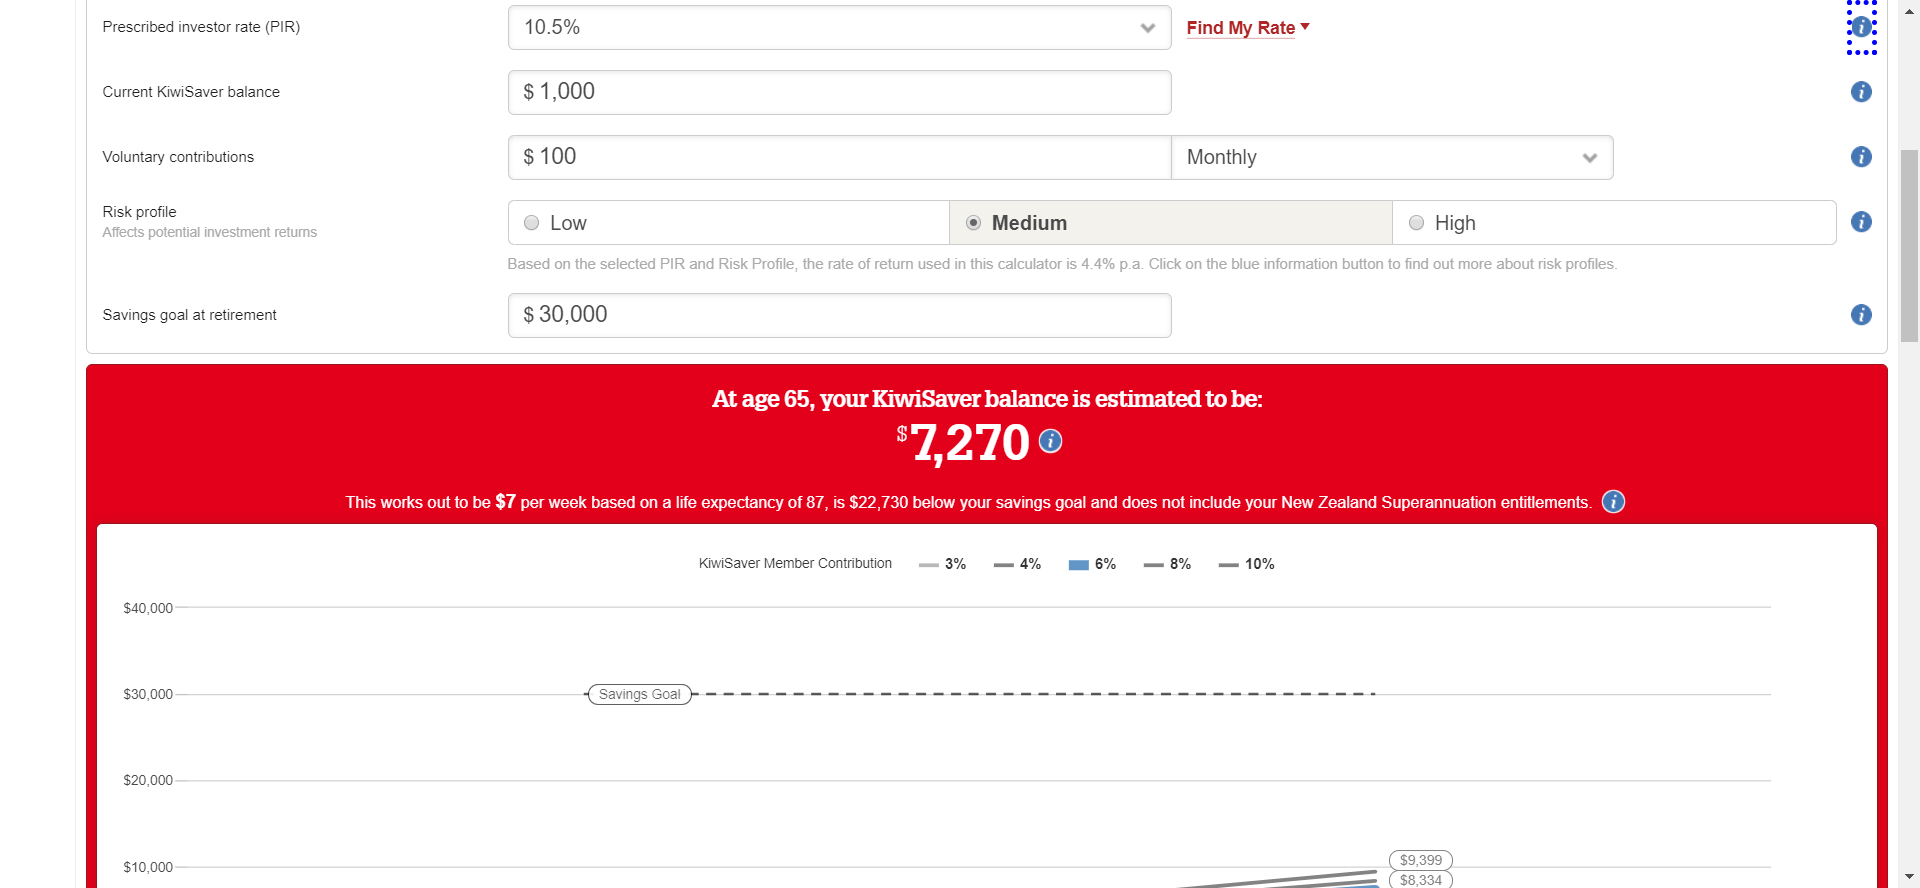 Prescribed investor rate (PIR)
10.5%
Find My Rate
Current KiwiSaver balance
$ 1,000
Voluntary contributions
$ 100
Monthly
Risk profile
Affects potential investment returns
Low
Medium
High
Based on the selected PIR and Risk Profile, the rate of return used in this calculator is 4.4% p.a. Click on the blue information button to find out more about risk profiles.
Savings goal at retirement
$ 30,000
At age 65, your KiwiSaver balance is estimated to be:
$7,270
This works out to be $7 per week based on a life expectancy of 87, is $22,730 below your savings goal and does not include your New Zealand Superannuation entitlements.
KiwiSaver Member Contribution 3% 4% 6% 8% 10%
$40,000
$30,000
Savings Goal
$20,000
$10,000
$9,399
$8,334